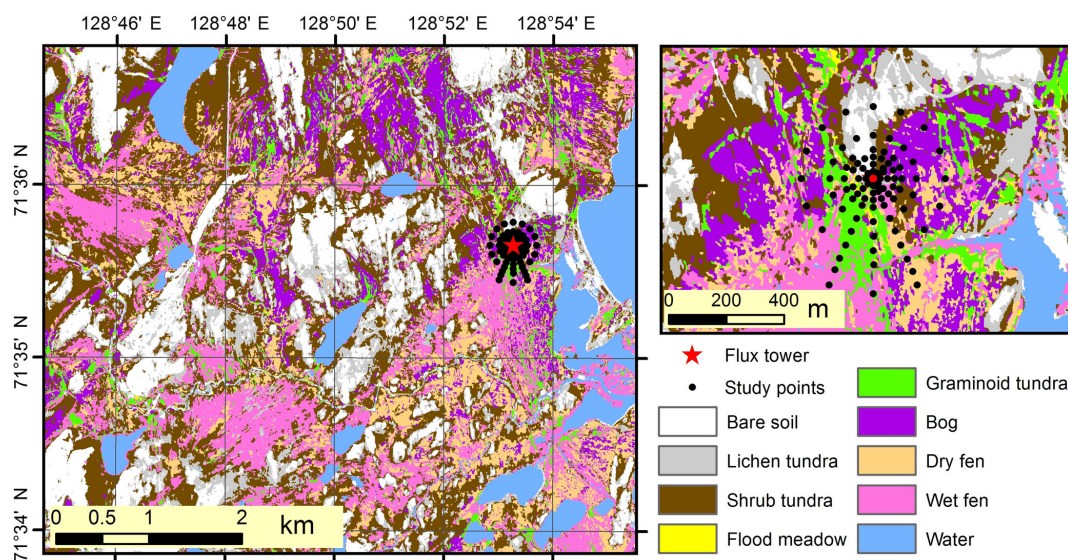 128°46' E 128°48' E 128°50' E 128°52' E 128°54' E
71°36' N
71°35' N
71°34' N
0 0.5 1 2 km
0 200 400 m
Flux tower
Study points
Bare soil
Lichen tundra
Shrub tundra
Flood meadow
Graminoid tundra
Bog
Dry fen
Wet fen
Water